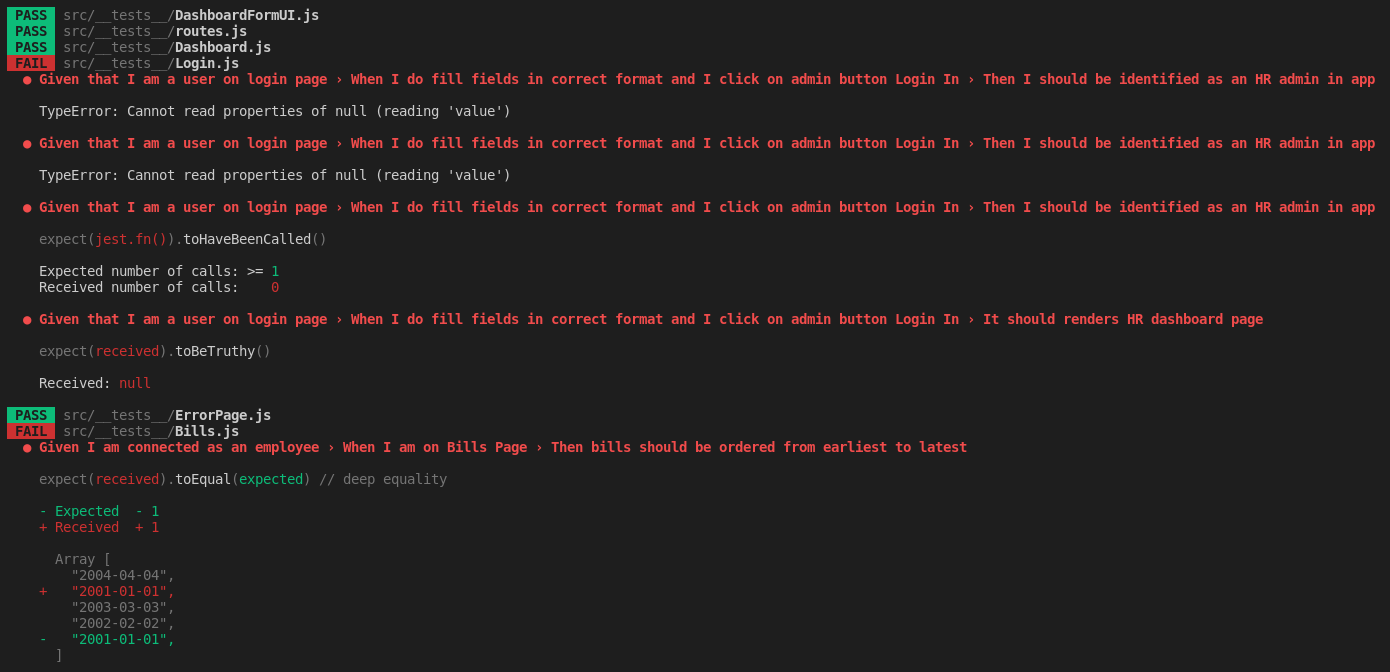 PASS src/__tests__/DashboardFormUI.js
PASS src/__tests__/routes.js
PASS src/__tests__/Dashboard.js
FAIL src/__tests__/Login.js
● Given that I am a user on login page › When I do fill fields in correct format and I click on admin button Login In › Then I should be identified as an HR admin in app
TypeError: Cannot read properties of null (reading 'value')
● Given that I am a user on login page › When I do fill fields in correct format and I click on admin button Login In › Then I should be identified as an HR admin in app
TypeError: Cannot read properties of null (reading 'value')
● Given that I am a user on login page › When I do fill fields in correct format and I click on admin button Login In › Then I should be identified as an HR admin in app
expect(jest.fn()).toHaveBeenCalled()
Expected number of calls: >= 1
Received number of calls:    0
● Given that I am a user on login page › When I do fill fields in correct format and I click on admin button Login In › It should renders HR dashboard page
expect(received).toBeTruthy()
Received: null
PASS src/__tests__/ErrorPage.js
FAIL src/__tests__/Bills.js
● Given I am connected as an employee › When I am on Bills Page › Then bills should be ordered from earliest to latest
expect(received).toEqual(expected) // deep equality
- Expected  - 1
+ Received  + 1
  Array [
    "2004-04-04",
+   "2001-01-01",
    "2003-03-03",
    "2002-02-02",
-   "2001-01-01",
  ]